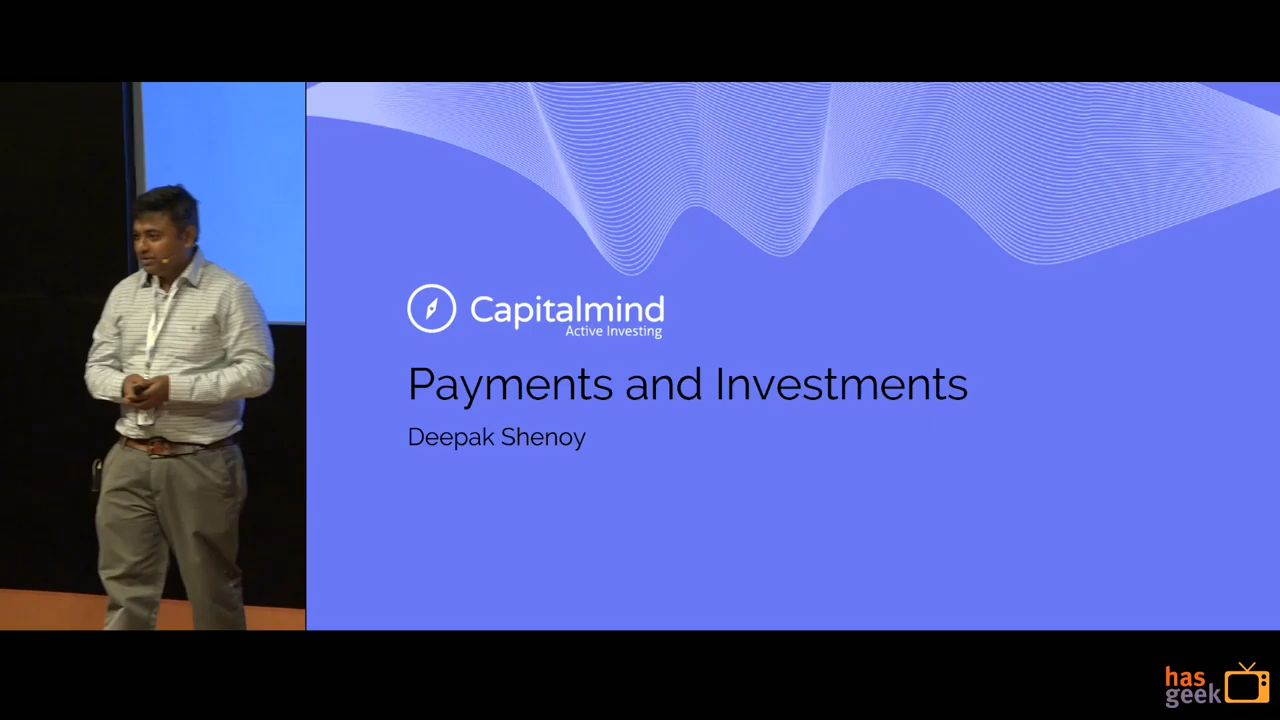 Capitalmind
Active Investing
Payments and Investments
Deepak Shenoy
has
geek